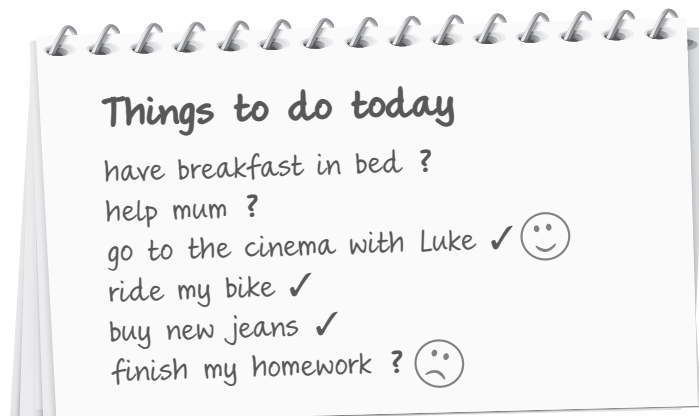 Things to do today
have breakfast in bed ?
help mum ?
go to the cinema with Luke ✓
ride my bike ✓
buy new jeans ✓
finish my homework ?